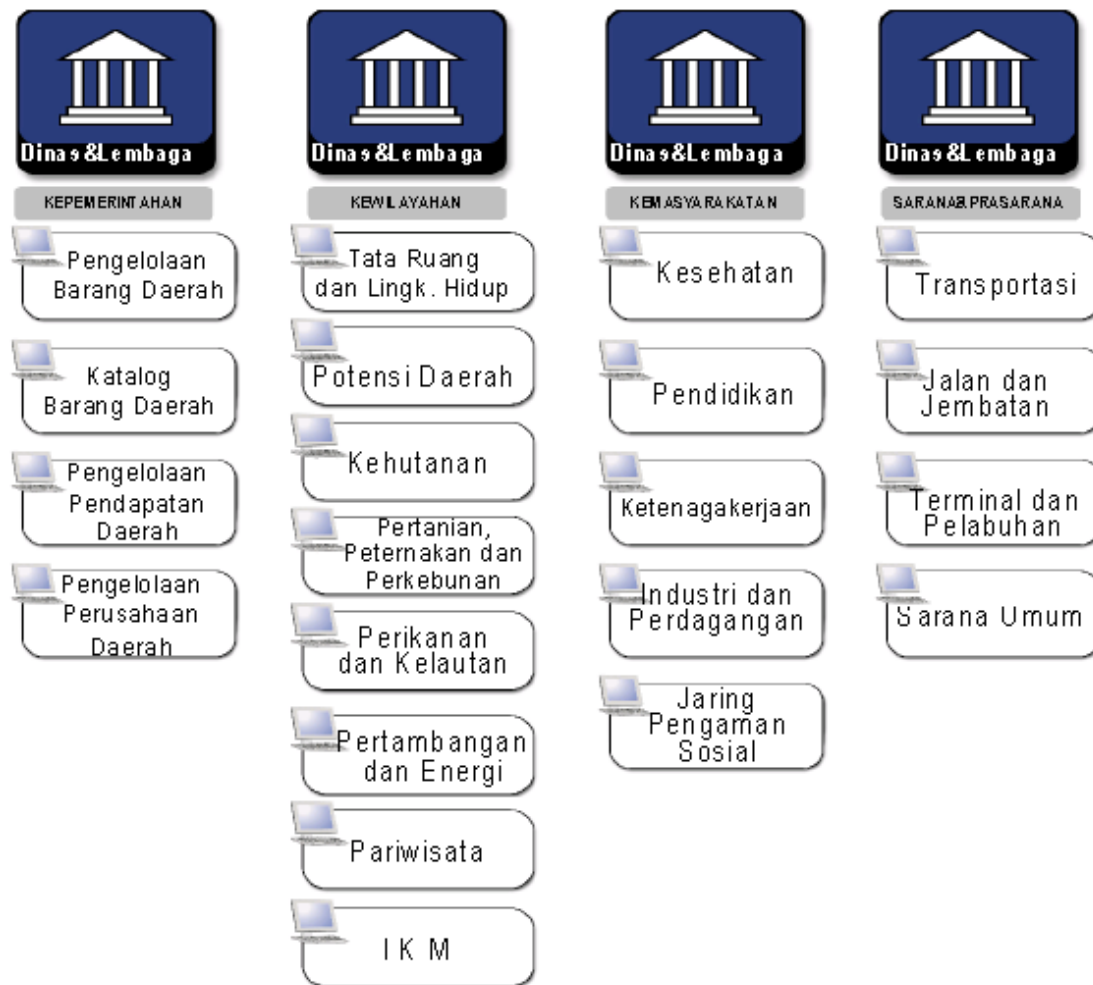 Dinas&Lembaga
KEPEMERINTAHAN
Pengelolaan
Barang Daerah
Katalog
Barang Daerah
Pengelolaan
Pendapatan
Daerah
Pengelolaan
Perusahaan
Daerah
Dinas&Lembaga
KEWILAYAHAN
Tata Ruang
dan Lingk. Hidup
Potensi Daerah
Kehutanan
Pertanian,
Peternakan dan
Perkebunan
Perikanan
dan Kelautan
Pertambangan
dan Energi
Pariwisata
IKM
Dinas&Lembaga
KEMASYARAKATAN
Kesehatan
Pendidikan
Ketenagakerjaan
Industri dan
Perdagangan
Jaring
Pengaman
Sosial
Dinas&Lembaga
SARANA&PRASARANA
Transportasi
Jalan dan
Jembatan
Terminal dan
Pelabuhan
Sarana Umum